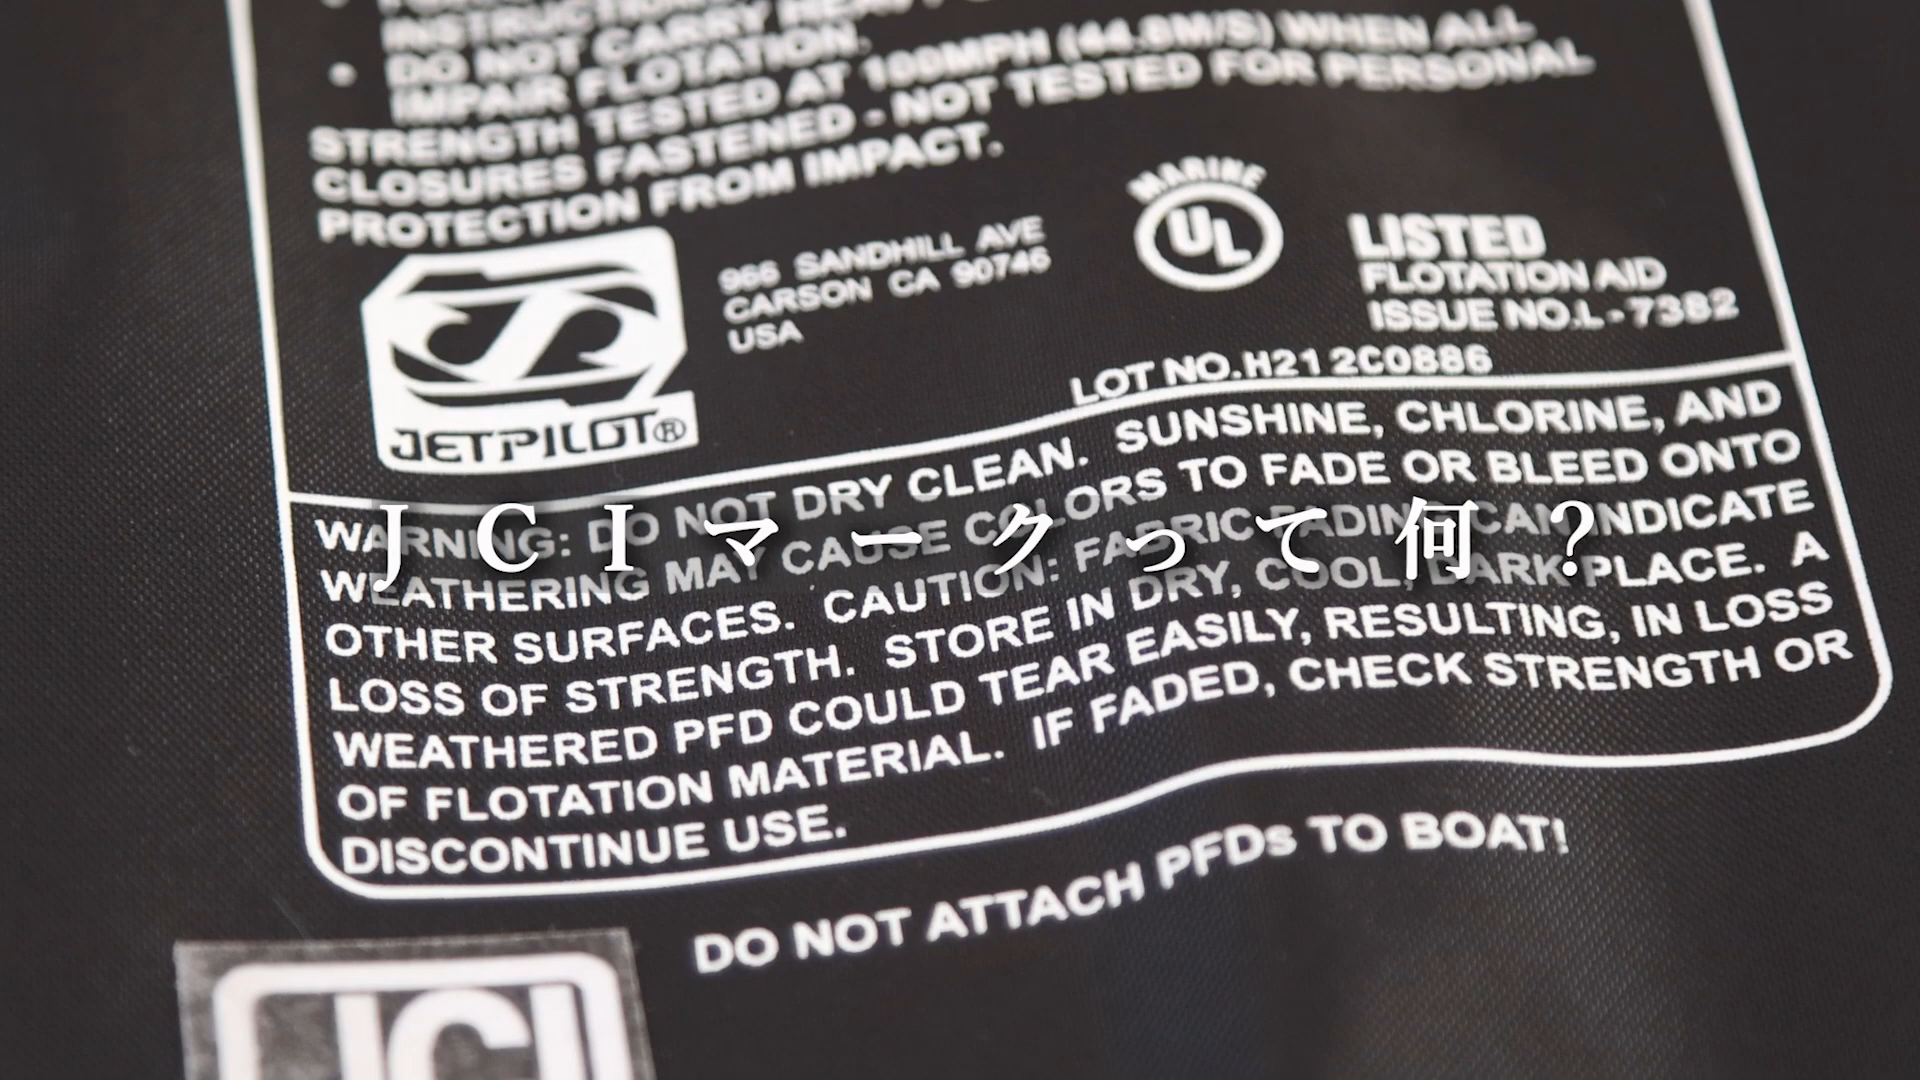 INSTRUCTIONS
DO NOT CARRY HEAVY
IMPAIR FLOTATION.
STRENGTH TESTED AT 100MPH (44.8M/S) WHEN ALL
CLOSURES FASTENED - NOT TESTED FOR PERSONAL
PROTECTION FROM IMPACT.
JETPILOT®
966 SANDHILL AVE
CARSON CA 90746
USA
MARINE
UL
LISTED
FLOTATION AID
ISSUE NO.L-7382
LOT NO.H212C0886
WARNING: DO NOT DRY CLEAN. SUNSHINE, CHLORINE, AND
WEATHERING MAY CAUSE COLORS TO FADE OR BLEED ONTO
OTHER SURFACES. CAUTION: FABRIC FADING CAN INDICATE
LOSS OF STRENGTH. STORE IN DRY, COOL, DARK PLACE. A
WEATHERED PFD COULD TEAR EASILY, RESULTING, IN LOSS
OF FLOTATION MATERIAL. IF FADED, CHECK STRENGTH OR
DISCONTINUE USE.
JCIマークって何？
DO NOT ATTACH PFDs TO BOAT!
JCI